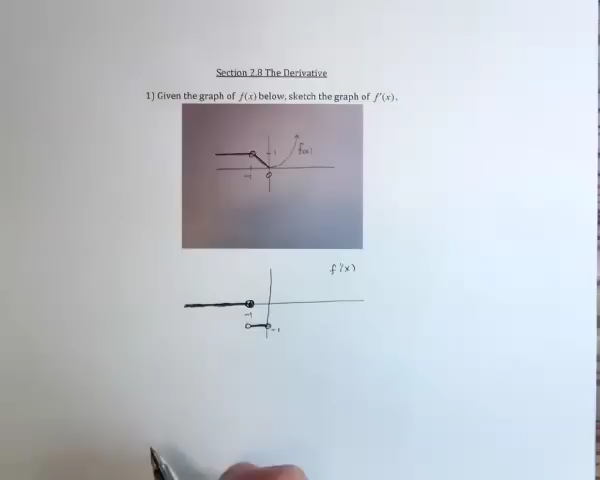 Section 2.8 The Derivative
1) Given the graph of f(x) below, sketch the graph of f'(x).
1
f(x)
-1
0
f'(x)
-1
-1